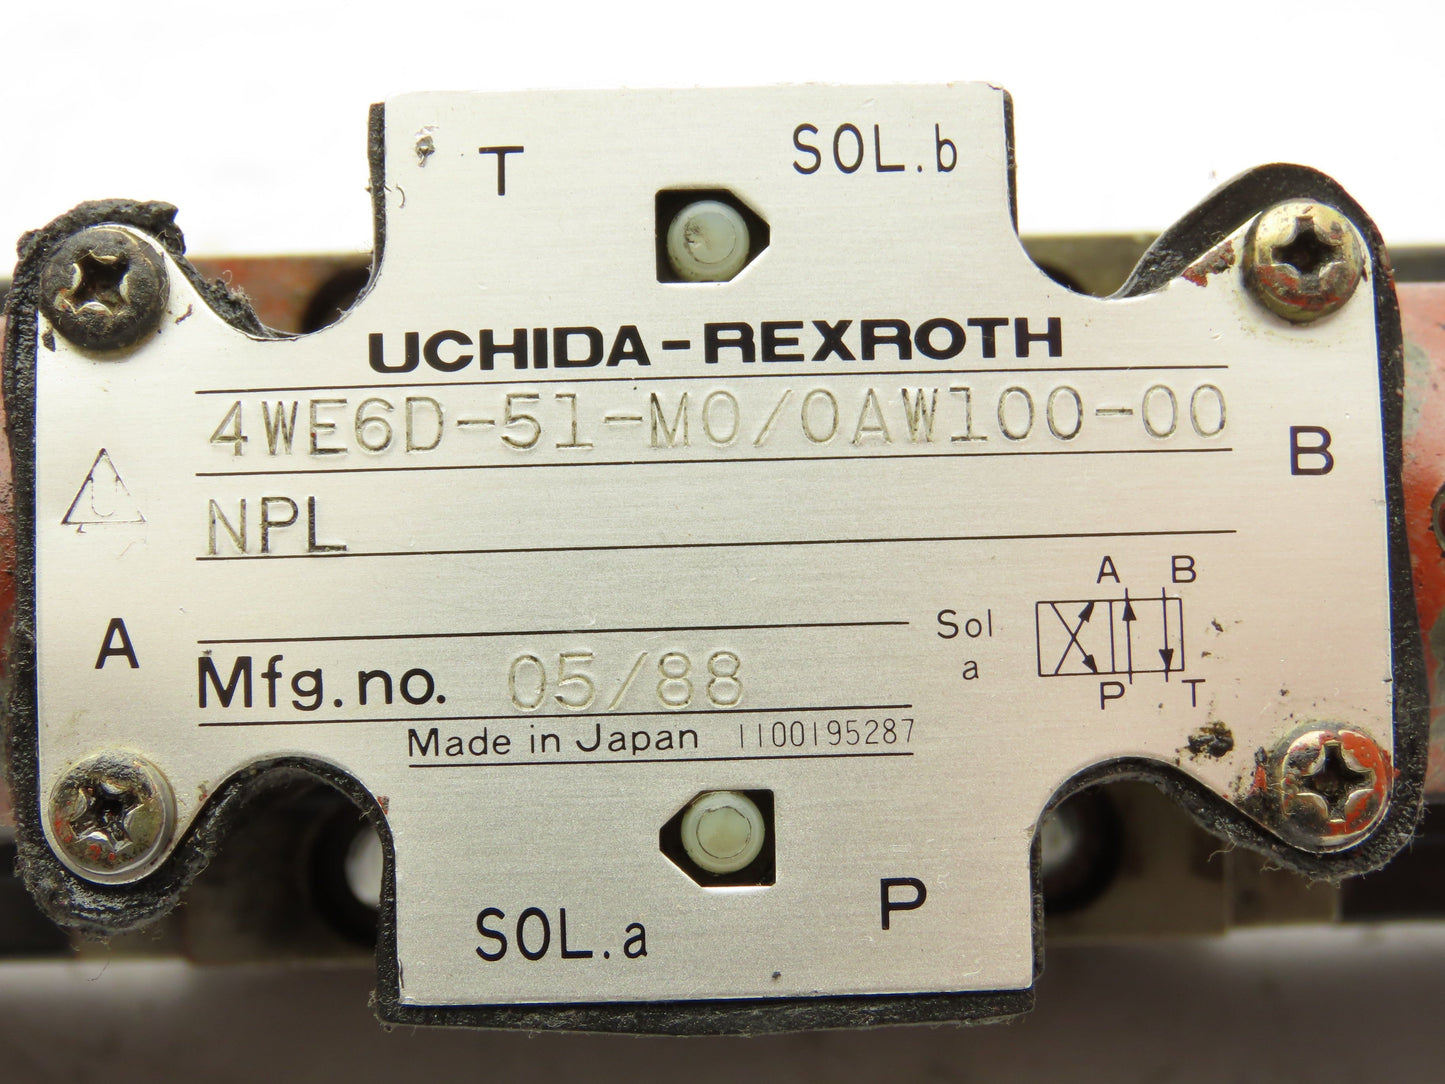 T
SOL.b
UCHIDA-REXROTH
4WE6D-51-M0/0AW100-00
B
U
NPL
A B
Sol a
P T
A
Mfg.no. 05/88
Made in Japan 1100195287
SOL.a
P